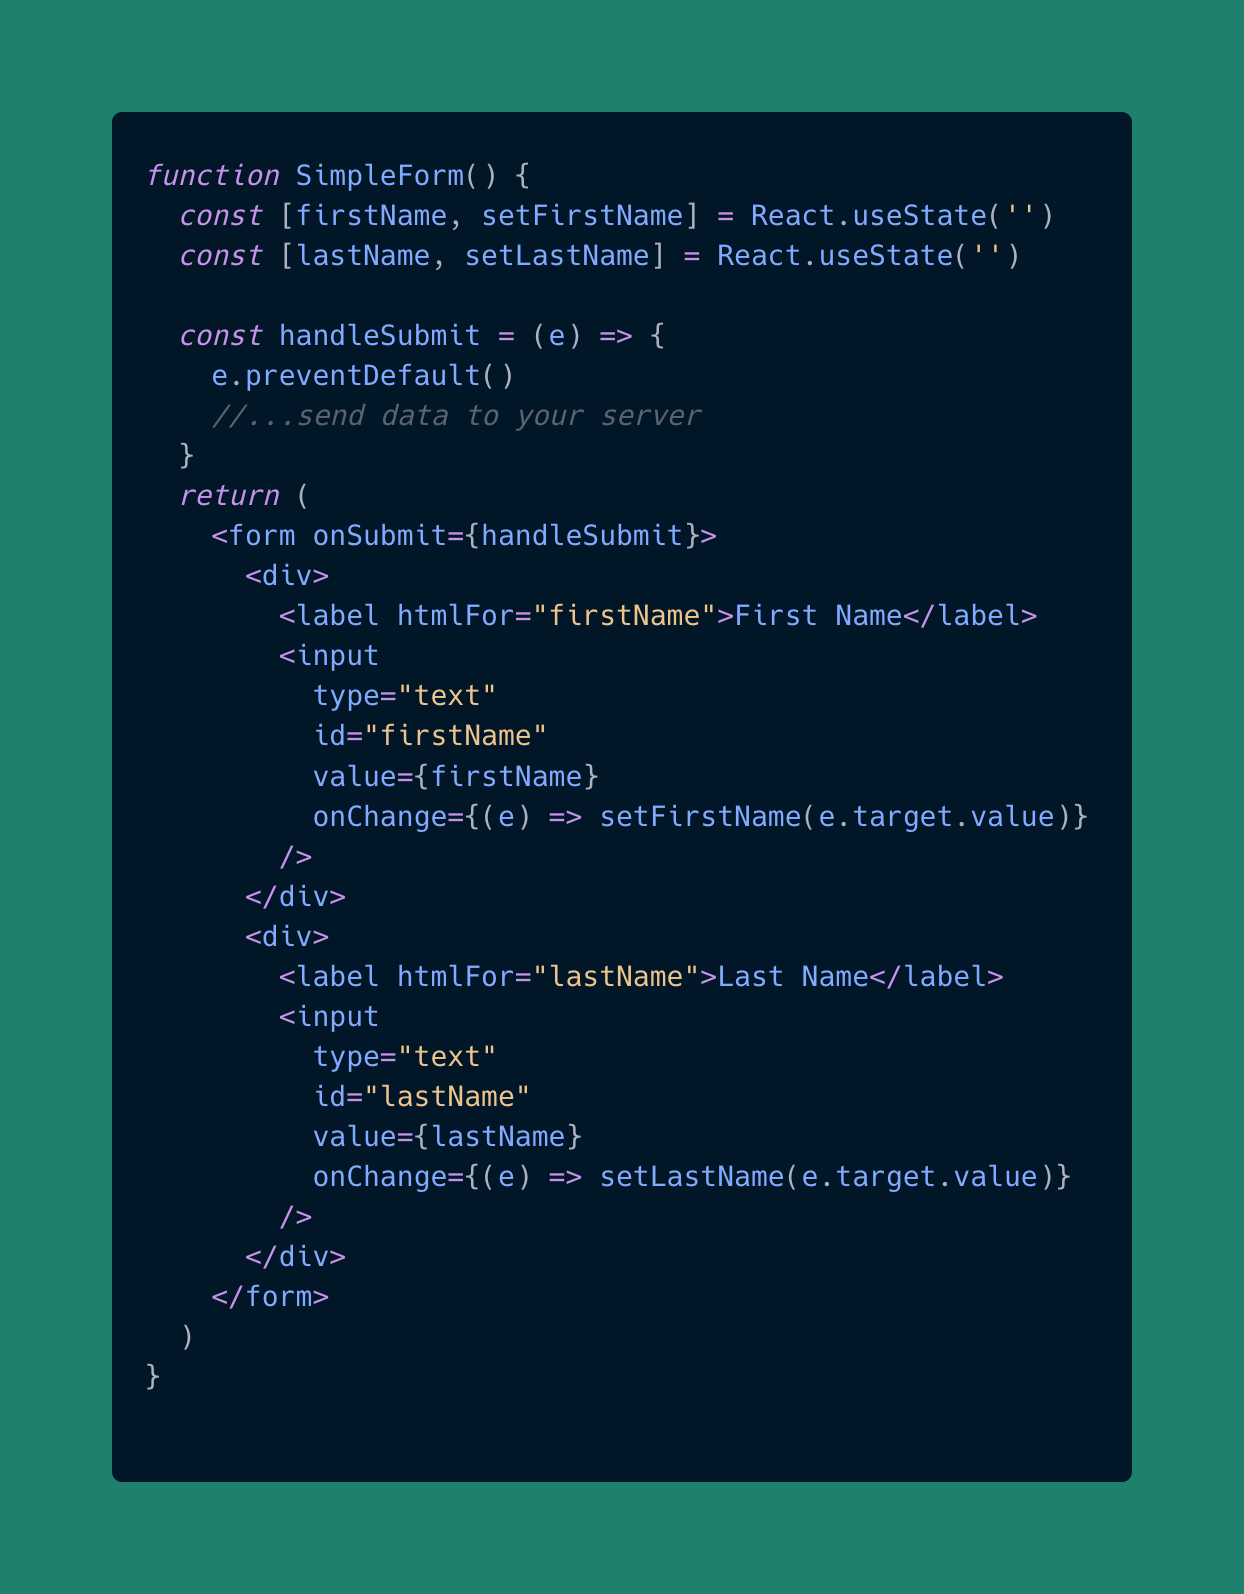 function SimpleForm() {
  const [firstName, setFirstName] = React.useState('')
  const [lastName, setLastName] = React.useState('')

  const handleSubmit = (e) => {
    e.preventDefault()
    //...send data to your server
  }
  return (
    <form onSubmit={handleSubmit}>
      <div>
        <label htmlFor="firstName">First Name</label>
        <input
          type="text"
          id="firstName"
          value={firstName}
          onChange={(e) => setFirstName(e.target.value)}
        />
      </div>
      <div>
        <label htmlFor="lastName">Last Name</label>
        <input
          type="text"
          id="lastName"
          value={lastName}
          onChange={(e) => setLastName(e.target.value)}
        />
      </div>
    </form>
  )
}